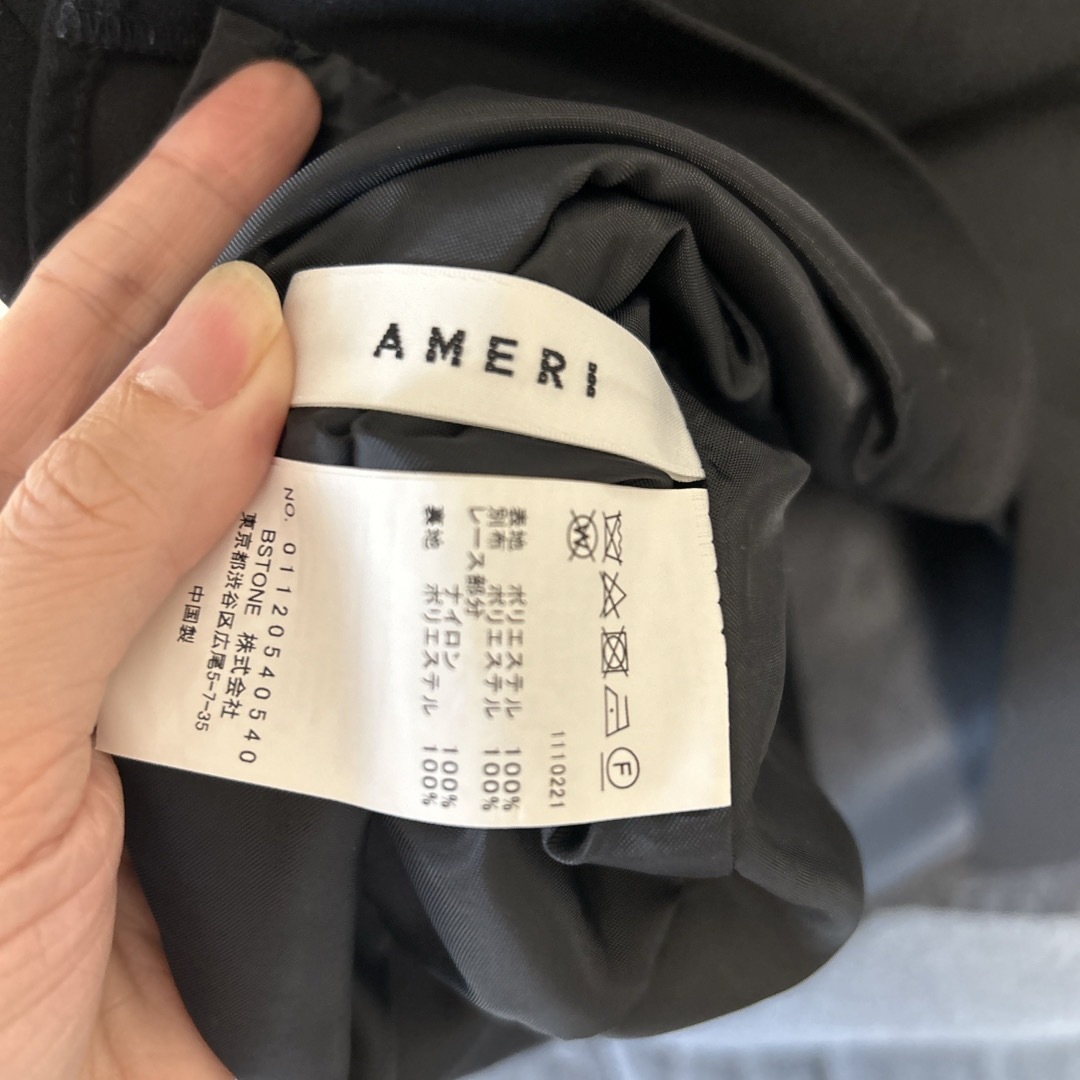 AMERI
表地 ポリエステル 100%
別布 ポリエステル 100%
レース部分
ナイロン 100%
裏地 ポリエステル 100%
1110221
W
F
NO. 01120540540
BSTONE 株式会社
東京都渋谷区広尾5-7-35
中国製